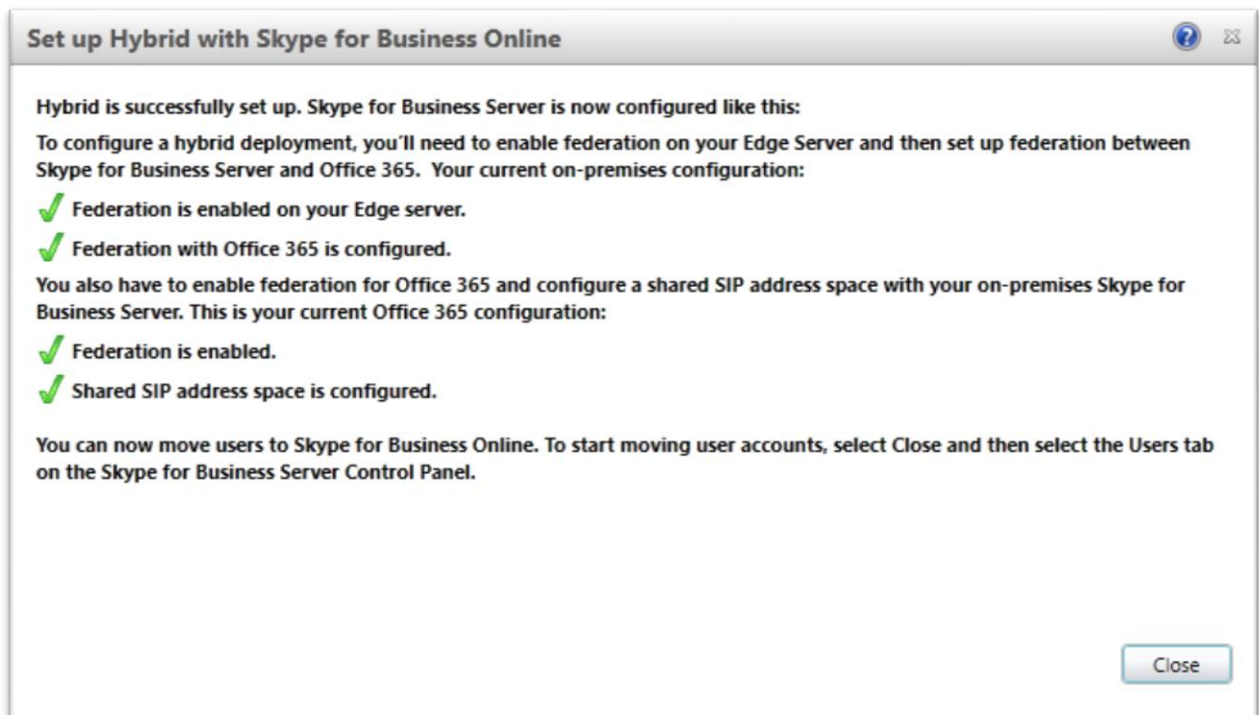 Set up Hybrid with Skype for Business Online
Hybrid is successfully set up. Skype for Business Server is now configured like this:
To configure a hybrid deployment, you´ll need to enable federation on your Edge Server and then set up federation between
Skype for Business Server and Office 365.  Your current on-premises configuration:
Federation is enabled on your Edge server.
Federation with Office 365 is configured.
You also have to enable federation for Office 365 and configure a shared SIP address space with your on-premises Skype for
Business Server. This is your current Office 365 configuration:
Federation is enabled.
Shared SIP address space is configured.
You can now move users to Skype for Business Online. To start moving user accounts, select Close and then select the Users tab
on the Skype for Business Server Control Panel.
Close